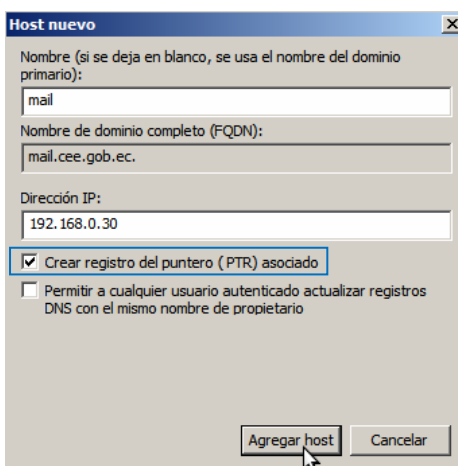 Host nuevo
Nombre (si se deja en blanco, se usa el nombre del dominio
primario):
mail
Nombre de dominio completo (FQDN):
mail.cee.gob.ec.
Dirección IP:
192.168.0.30
Crear registro del puntero (PTR) asociado
Permitir a cualquier usuario autenticado actualizar registros
DNS con el mismo nombre de propietario
Agregar host Cancelar